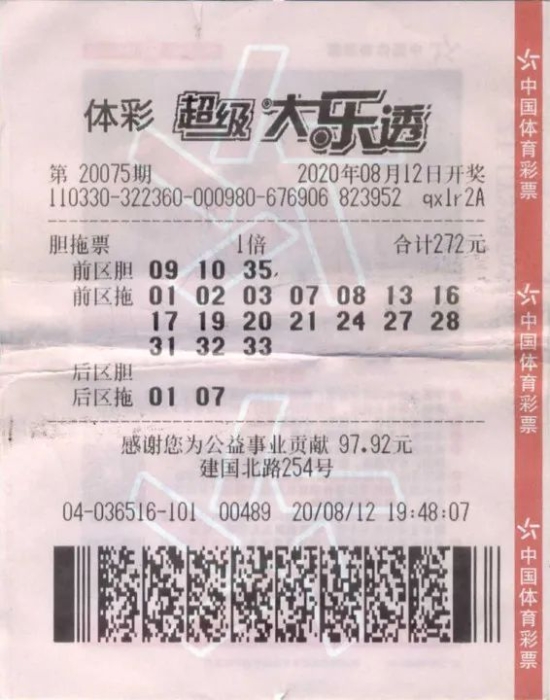 体彩 超级大乐透
第 20075期 2020年08月12日开奖
110330-322360-000980-676906 823952 qx1r2A
胆拖票 1倍 合计272元
前区胆 09 10 35
前区拖 01 02 03 07 08 13 16
17 19 20 21 24 27 28
31 32 33
后区胆
后区拖 01 07
感谢您为公益事业贡献 97.92元
建国北路254号
04-036516-101 00489 20/08/12 19:48:07
中国体育彩票
中国体育彩票
中国体育彩票